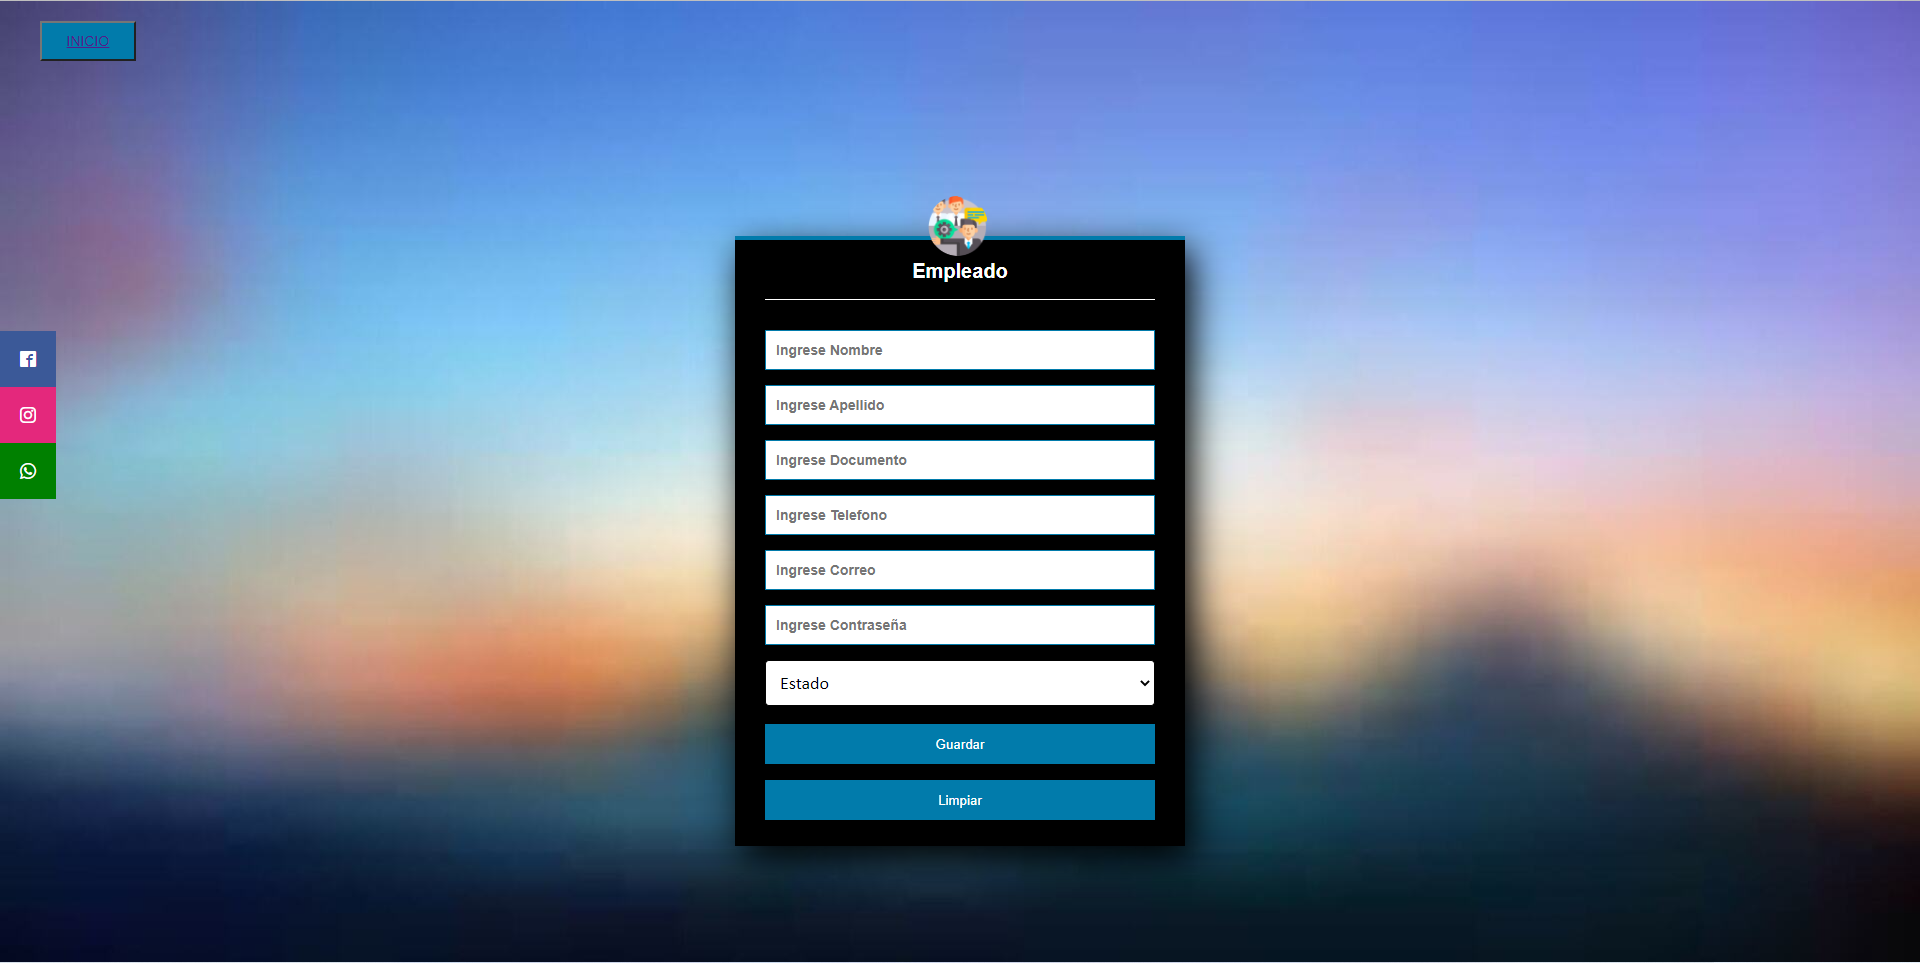 INICIO
Empleado
Ingrese Nombre
Ingrese Apellido
Ingrese Documento
Ingrese Telefono
Ingrese Correo
Ingrese Contraseña
Estado
Guardar
Limpiar